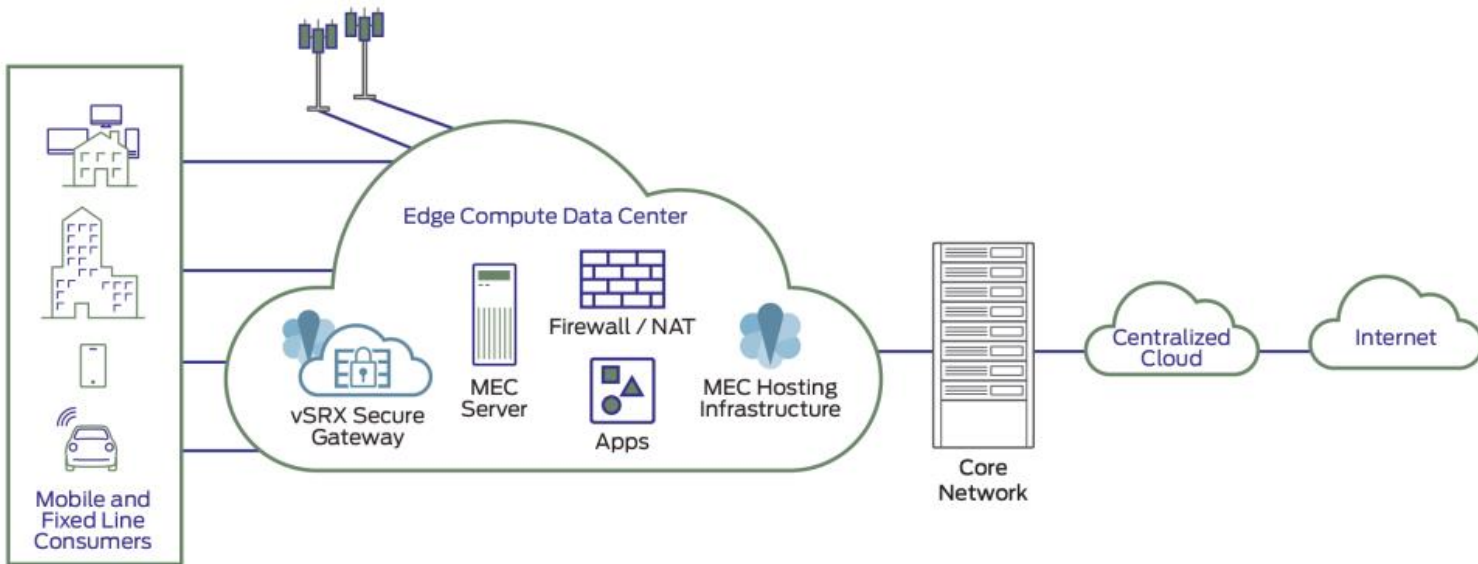 Edge Compute Data Center
Firewall / NAT
vSRX Secure
Gateway
MEC
Server
Apps
MEC Hosting
Infrastructure
Mobile and
Fixed Line
Consumers
Core
Network
Centralized
Cloud
Internet